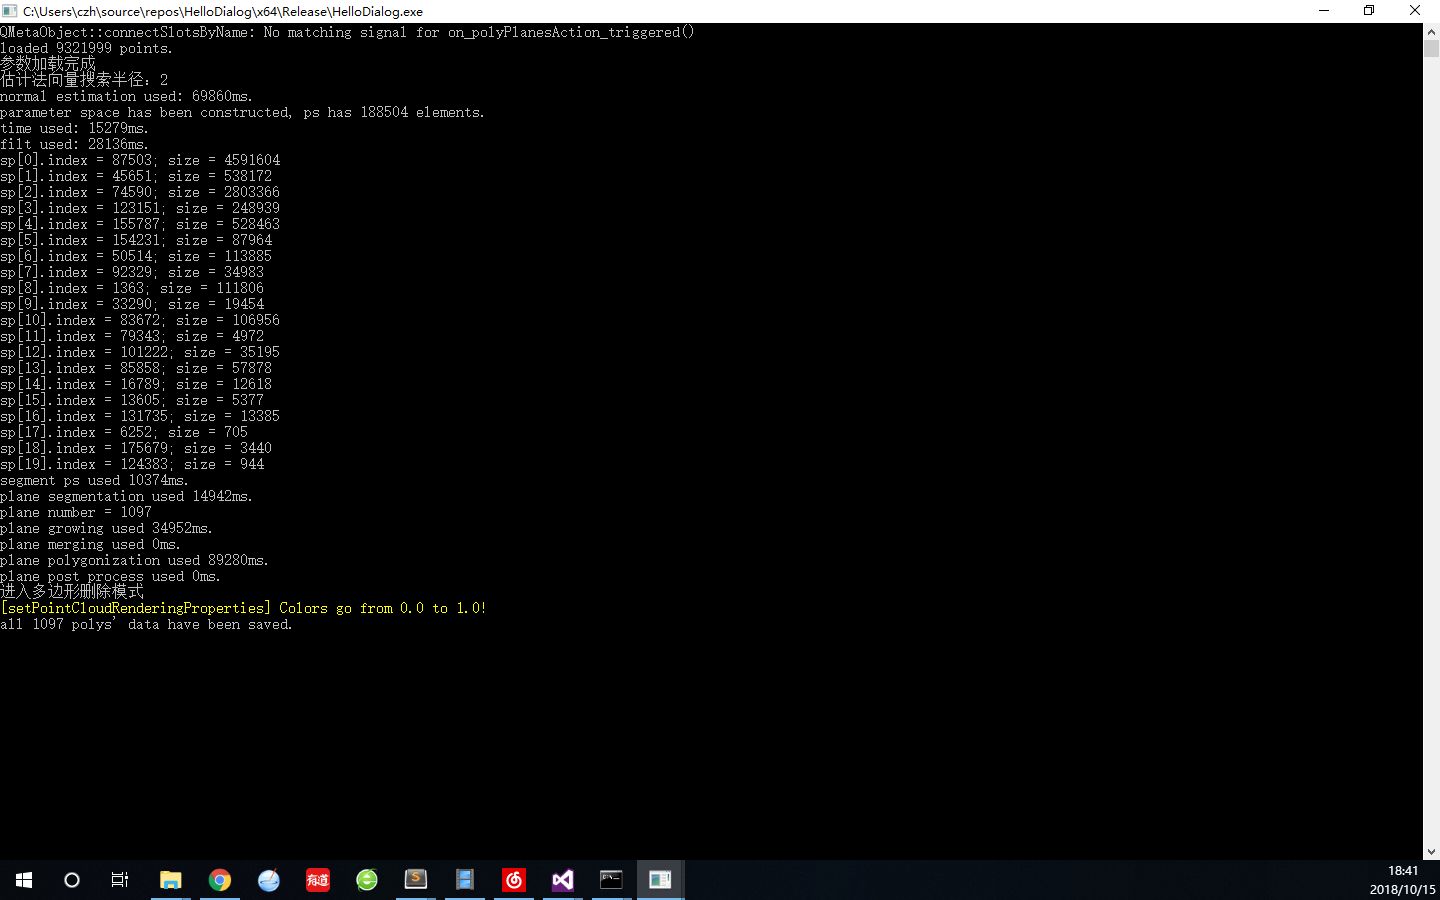 C:\Users\czh\source\repos\HelloDialog\x64\Release\HelloDialog.exe
QMetaObject::connectSlotsByName: No matching signal for on_polyPlanesAction_triggered()
loaded 9321999 points.
参数加载完成
估计法向量搜索半径：2
normal estimation used: 69860ms.
parameter space has been constructed, ps has 188504 elements.
time used: 15279ms.
filt used: 28136ms.
sp[0].index = 87503; size = 4591604
sp[1].index = 45651; size = 538172
sp[2].index = 74590; size = 2803366
sp[3].index = 123151; size = 248939
sp[4].index = 155787; size = 528463
sp[5].index = 154231; size = 87964
sp[6].index = 50514; size = 113885
sp[7].index = 92329; size = 34983
sp[8].index = 1363; size = 111806
sp[9].index = 33290; size = 19454
sp[10].index = 83672; size = 106956
sp[11].index = 79343; size = 4972
sp[12].index = 101222; size = 35195
sp[13].index = 85858; size = 57878
sp[14].index = 16789; size = 12618
sp[15].index = 13605; size = 5377
sp[16].index = 131735; size = 13385
sp[17].index = 6252; size = 705
sp[18].index = 175679; size = 3440
sp[19].index = 124383; size = 944
segment ps used 10374ms.
plane segmentation used 14942ms.
plane number = 1097
plane growing used 34952ms.
plane merging used 0ms.
plane polygonization used 89280ms.
plane post process used 0ms.
进入多边形删除模式
[setPointCloudRenderingProperties] Colors go from 0.0 to 1.0!
all 1097 polys' data have been saved.
有道
18:41
2018/10/15